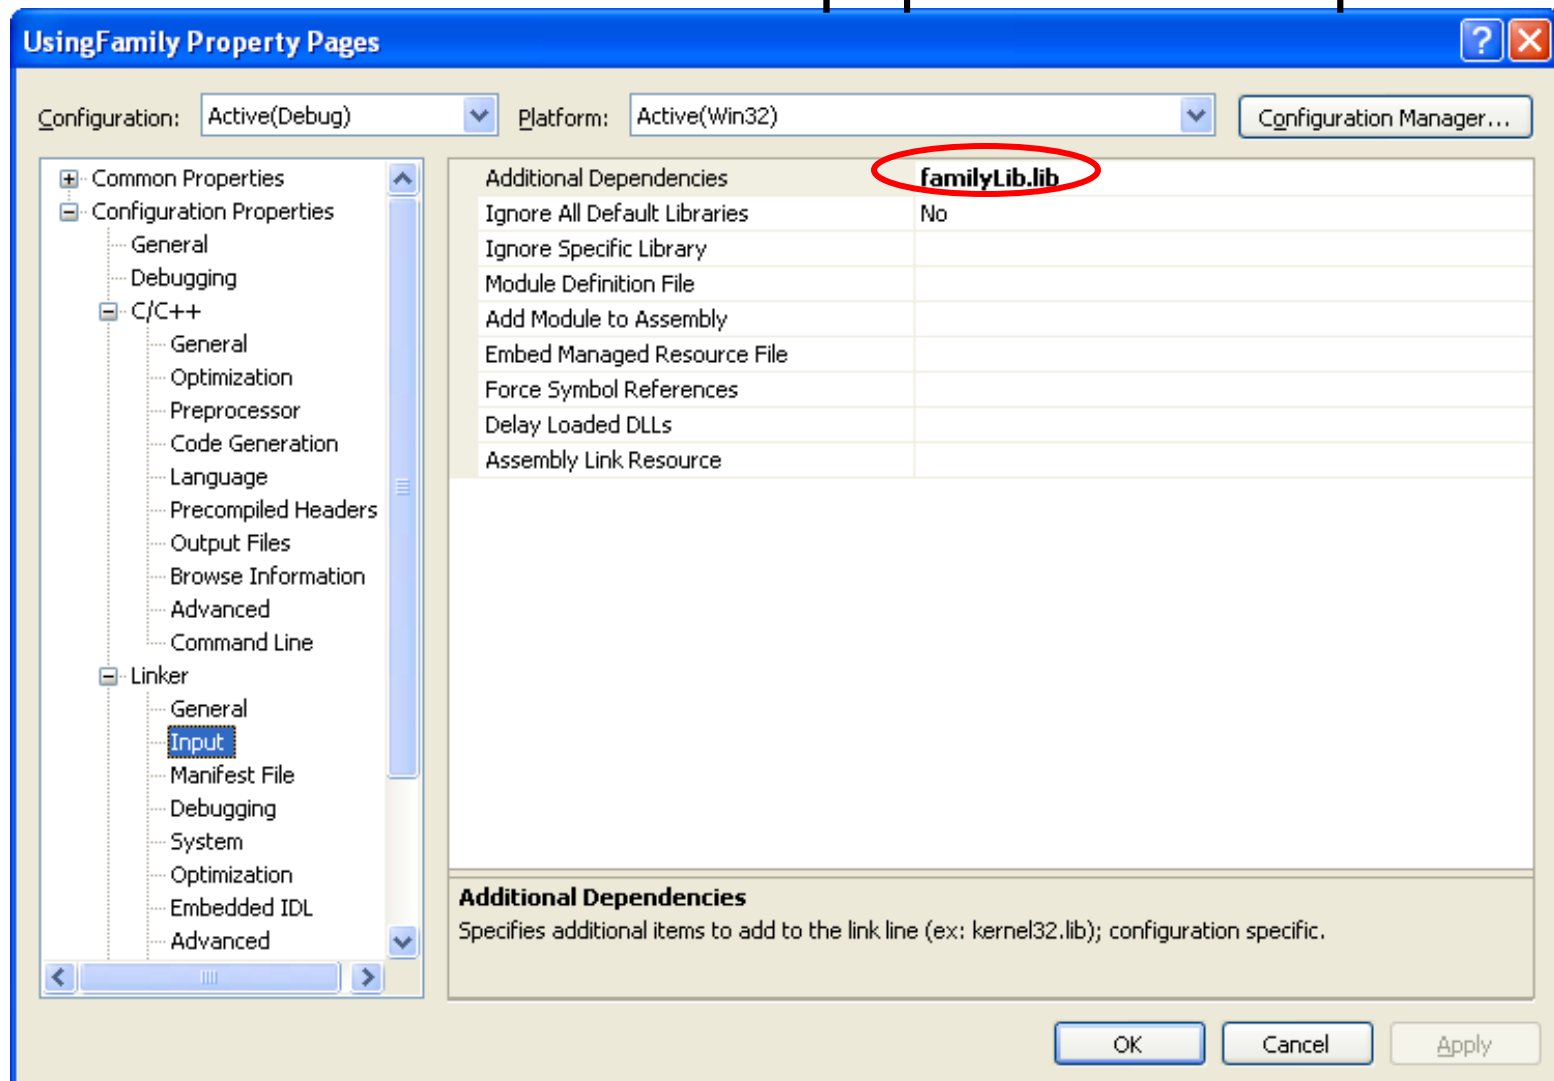 UsingFamily Property Pages
Configuration: Active(Debug) Platform: Active(Win32) Configuration Manager...
Common Properties
Configuration Properties
General
Debugging
C/C++
General
Optimization
Preprocessor
Code Generation
Language
Precompiled Headers
Output Files
Browse Information
Advanced
Command Line
Linker
General
Input
Manifest File
Debugging
System
Optimization
Embedded IDL
Advanced
Additional Dependencies familyLib.lib
Ignore All Default Libraries No
Ignore Specific Library
Module Definition File
Add Module to Assembly
Embed Managed Resource File
Force Symbol References
Delay Loaded DLLs
Assembly Link Resource
Additional Dependencies
Specifies additional items to add to the link line (ex: kernel32.lib); configuration specific.
OK Cancel Apply